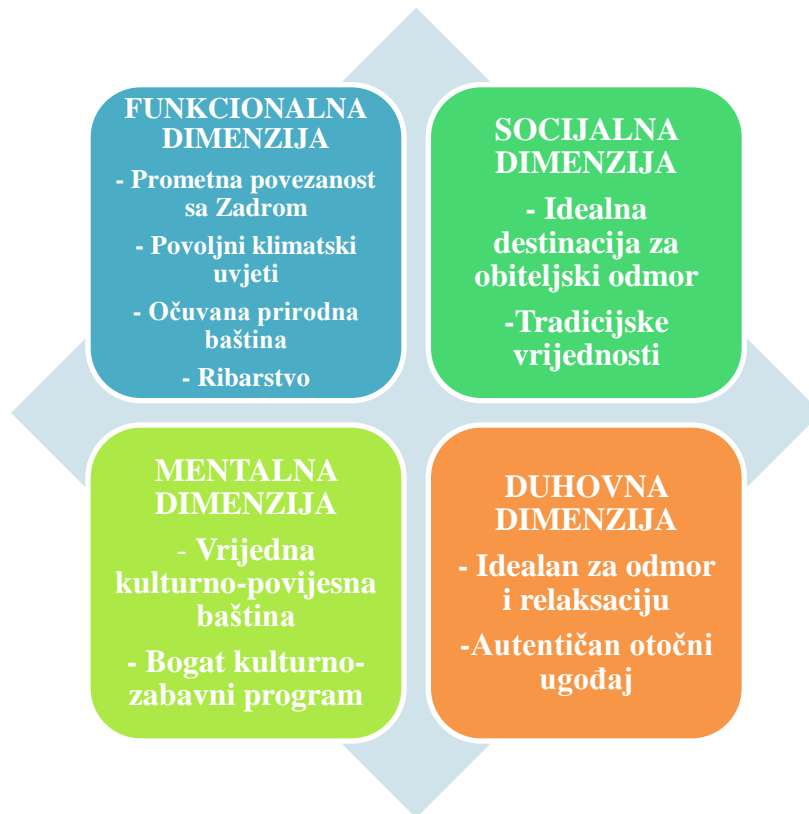 FUNKCIONALNA
DIMENZIJA
- Prometna povezanost
sa Zadrom
- Povoljni klimatski
uvjeti
- Očuvana prirodna
baština
- Ribarstvo
SOCIJALNA
DIMENZIJA
- Idealna
destinacija za
obiteljski odmor
-Tradicijske
vrijednosti
MENTALNA
DIMENZIJA
- Vrijedna
kulturno-povijesna
baština
- Bogat kulturno-
zabavni program
DUHOVNA
DIMENZIJA
- Idealan za odmor
i relaksaciju
-Autentičan otočni
ugođaj